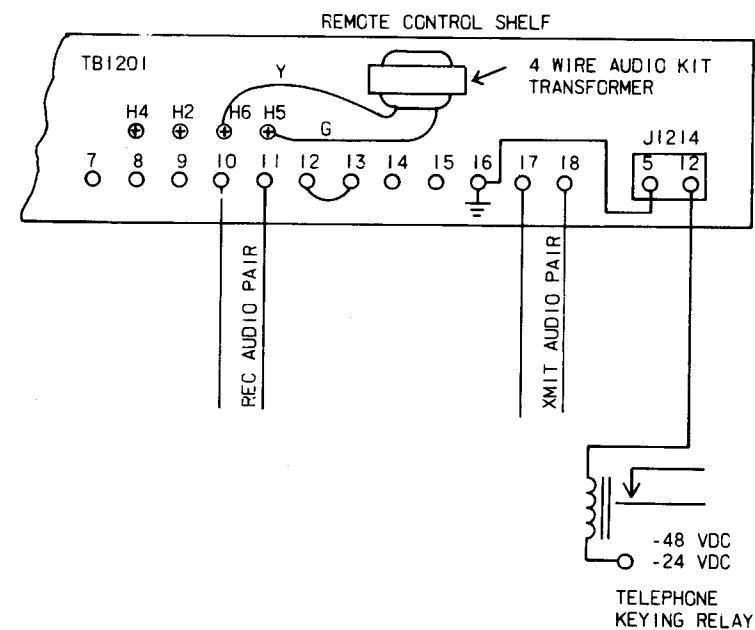 REMOTE CONTROL SHELF
TB1201
Y
4 WIRE AUDIO KIT
TRANSFORMER
H4 H2 H6 H5
G
J1214
7 8 9 10 11 12 13 14 15 16 17 18
5 12
REC AUDIO PAIR
XMIT AUDIO PAIR
-48 VDC
-24 VDC
TELEPHONE
KEYING RELAY